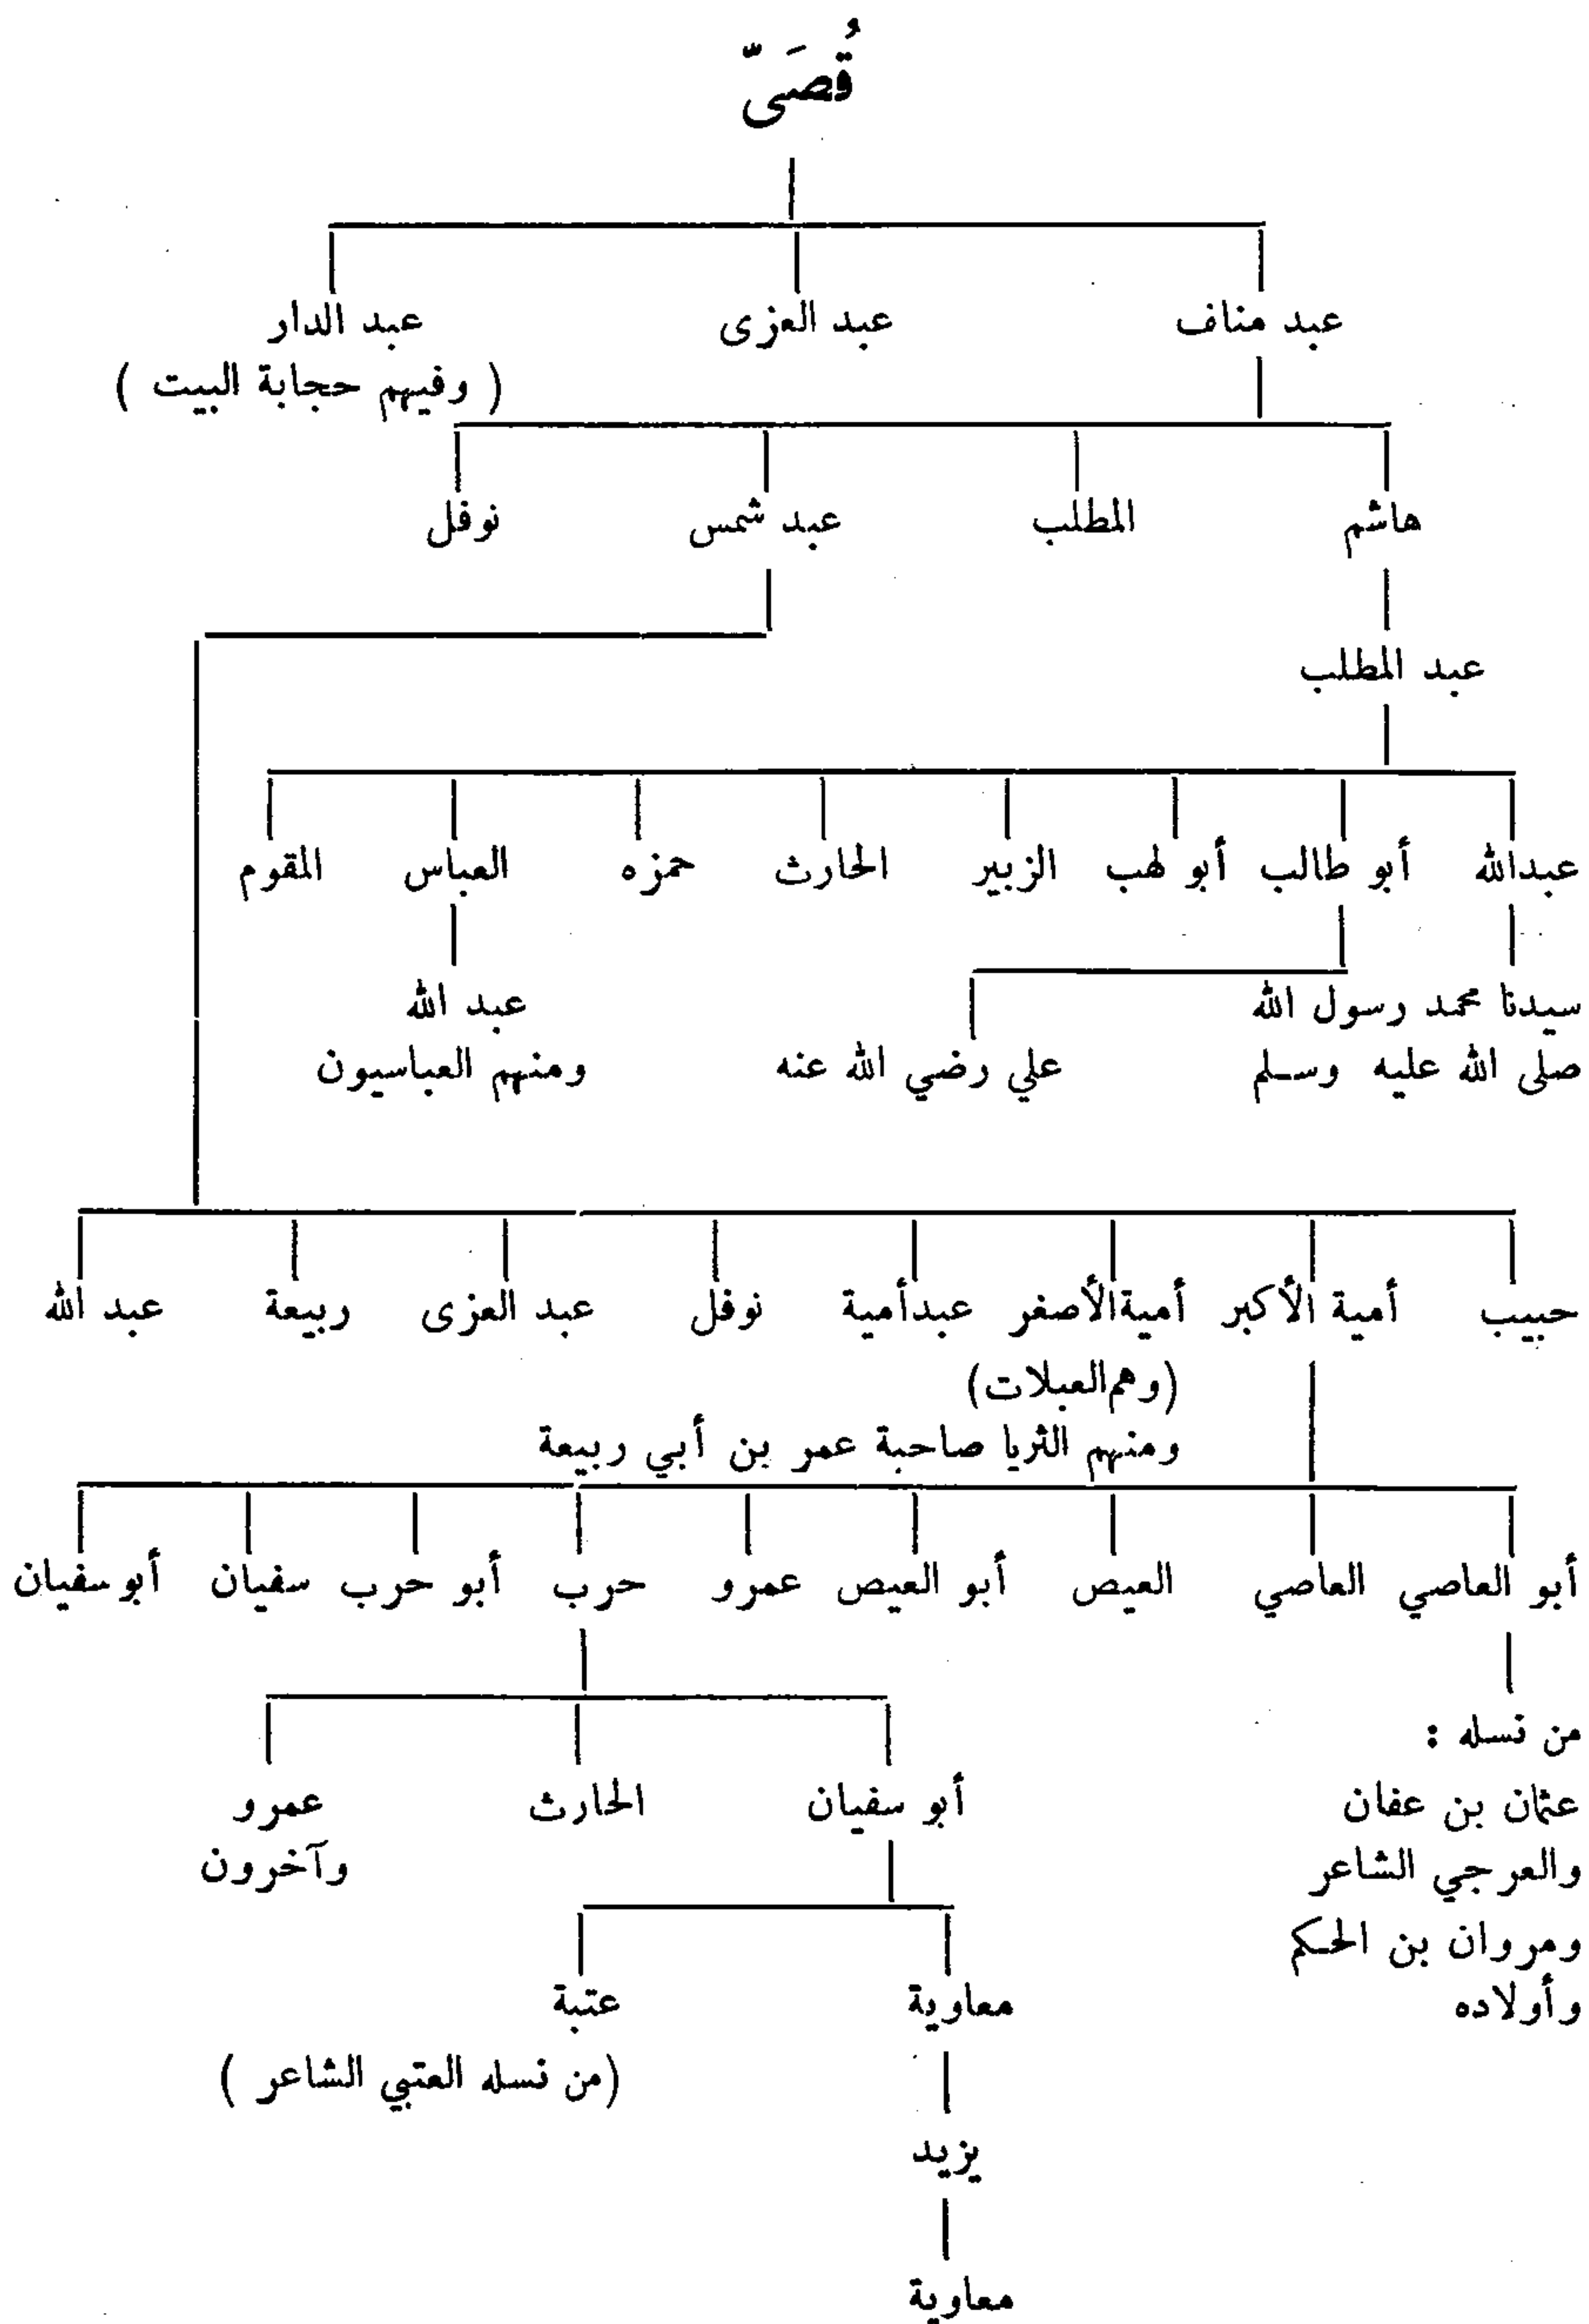 قُصَىّ
عبد مناف عبد العزى عبد الدار
( وفيهم حجابة البيت )
هاشم المطلب عبد شمس نوفل
عبد المطلب
عبدالله أبو طالب أبو لهب الزبير الحارث حمزه العباس المقوم
سيدنا محمد رسول الله عبد الله
صلى الله عليه وسلم علي رضي الله عنه ومنهم العباسيون
حبيب أمية الأكبر أمية الأصغر عبدأمية نوفل عبد العزى ربيعة عبد الله
(وهم العبلات)
ومنهم الثريا صاحبة عمر بن أبي ربيعة
أبو العاصي العاصي العيص أبو العيص عمرو حرب أبو حرب سفيان أبو سفيان
من نسله :
عثان بن عفان أبو سفيان الحارث عمرو
والعرجي الشاعر وآخرون
ومروان بن الحكم
وأولاده معاوية عتبة
(من نسله العتبي الشاعر )
يزيد
معاوية